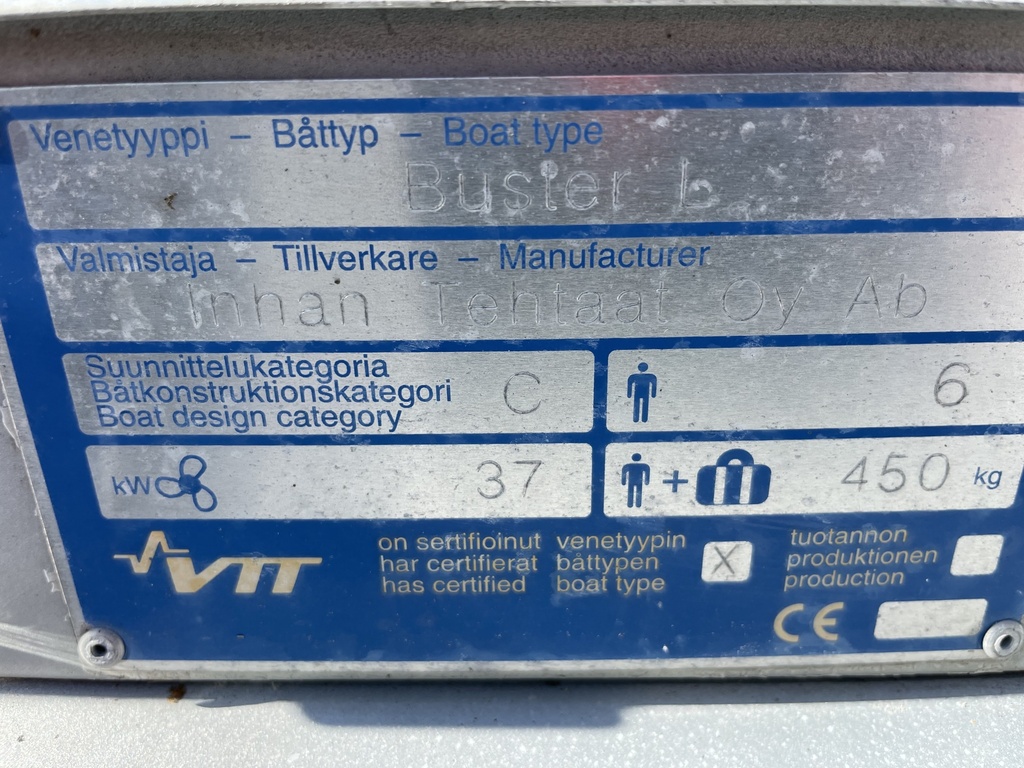 Venetyyppi – Båttyp – Boat type
Buster L
Valmistaja – Tillverkare – Manufacturer
Inhan Tehtaat Oy Ab
Suunnittelukategoria
Båtkonstruktionskategori
Boat design category
C
6
kW
37
+
450 kg
VTT
on sertifioinut venetyypin
har certifierat båttypen
has certified boat type
X
tuotannon
produktionen
production
CE